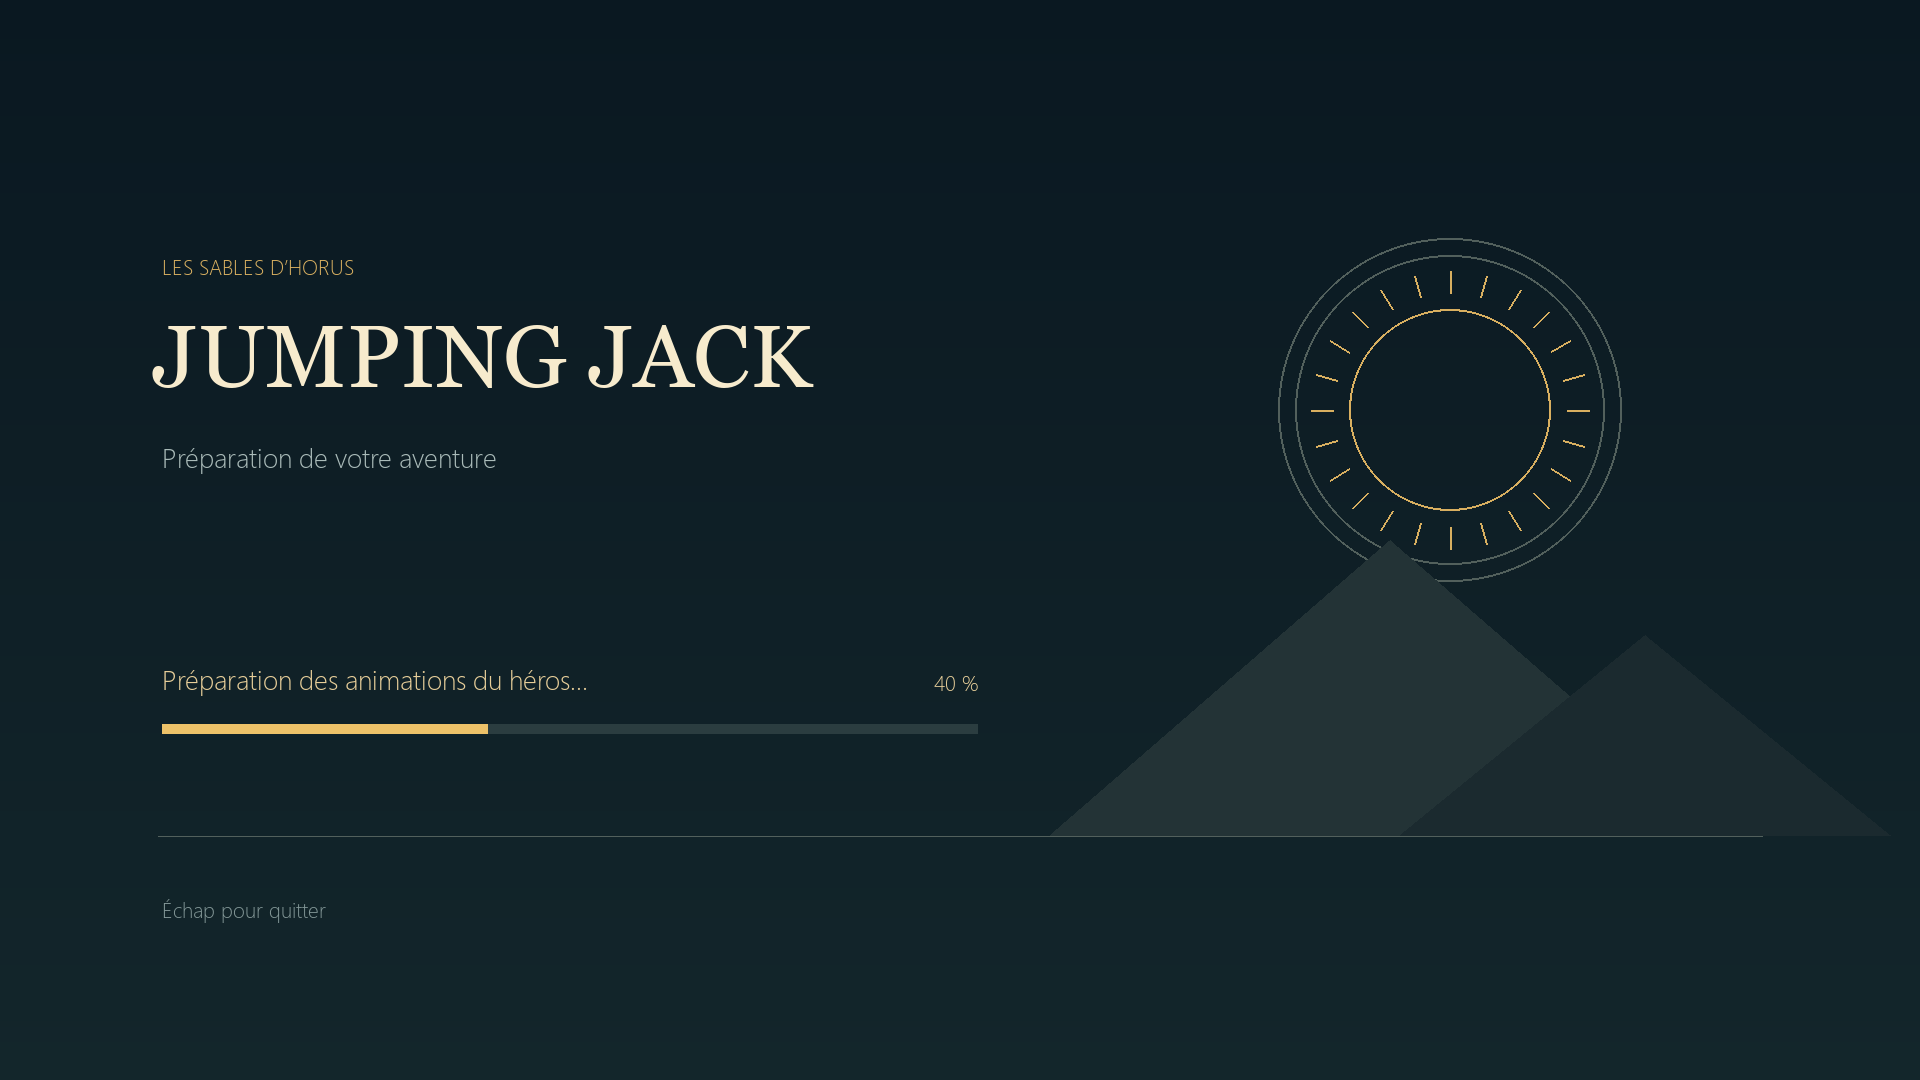 LES SABLES D’HORUS
JUMPING JACK
Préparation de votre aventure
Préparation des animations du héros...
40 %
Échap pour quitter